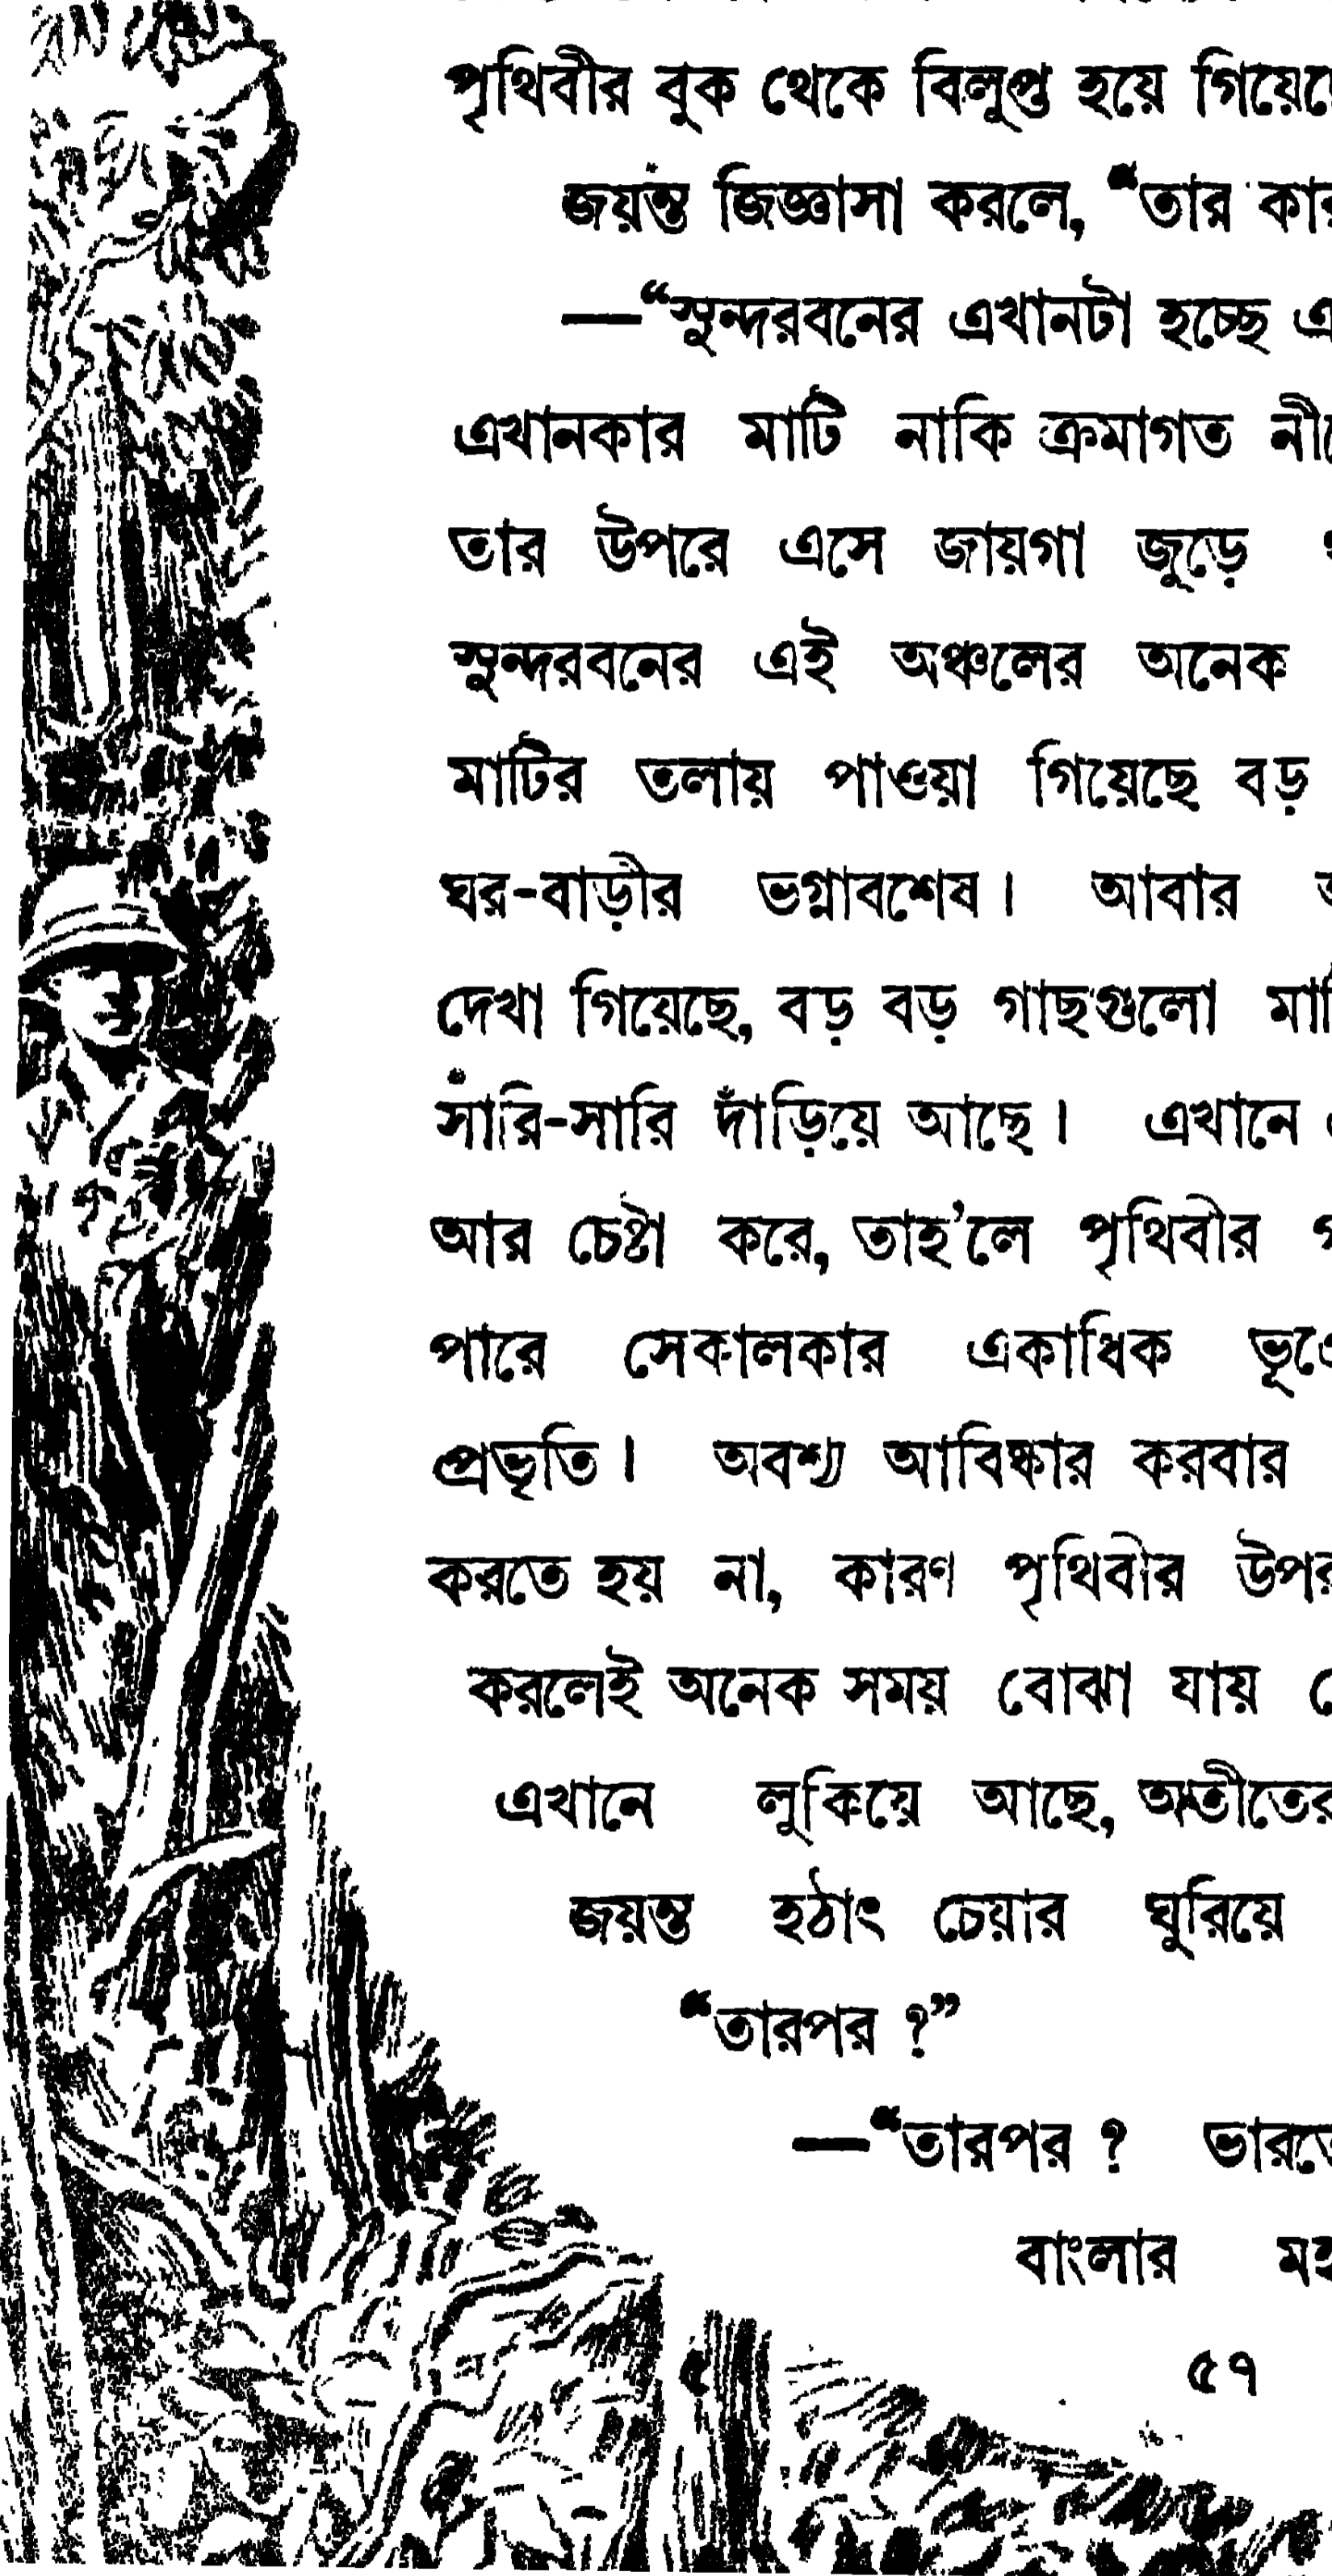 পৃথিবীর বুক থেকে বিলুপ্ত হয়ে
জয়ন্ত জিজ্ঞাসা করলে, “তার
—“সুন্দরবনের এখানটা হচ্ছে
এখানকার মাটি নাকি ক্রমাগত
তার উপরে এসে জায়গা জুড়ে
সুন্দরবনের এই অঞ্চলের অনেক
মাটির তলায় পাওয়া গিয়েছে বড়
ঘর-বাড়ীর ভগ্নাবশেষ। আবার
দেখা গিয়েছে, বড় বড় গাছগুলো
সারি-সারি দাঁড়িয়ে আছে। এখানে
আর চেষ্টা করে, তাহ'লে পৃথিবীর
পারে সেকালকার একাধিক
প্রভৃতি। অবশ্য আবিষ্কার করবার
করতে হয় না, কারণ পৃথিবীর
করলেই অনেক সময় বোঝা যায়
এখানে লুকিয়ে আছে, অতীতের
জয়ন্ত হঠাৎ চেয়ার ঘুরিয়ে
“তারপর ?”
—“তারপর ?
বাংলার
৫৭